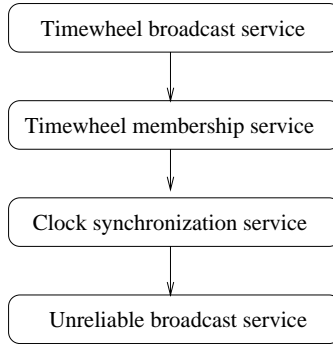 Timewheel broadcast service
Timewheel membership service
Clock synchronization service
Unreliable broadcast service